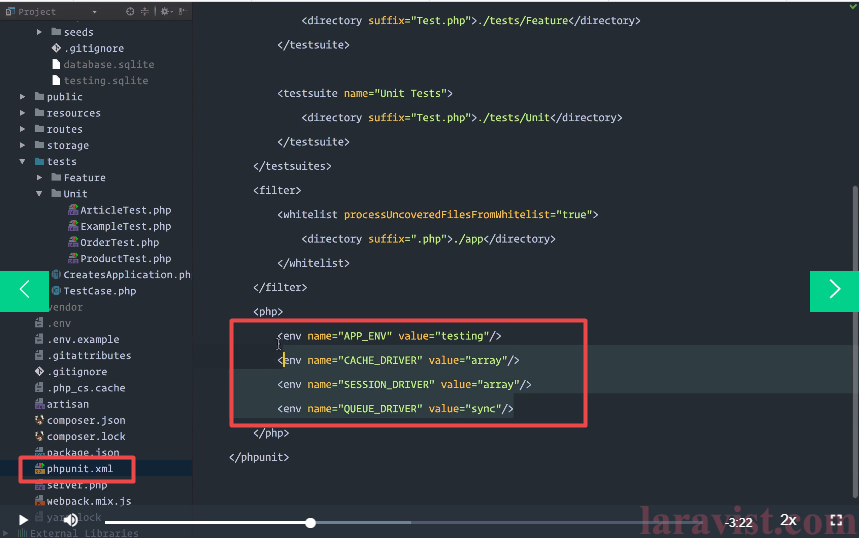 Project
seeds
.gitignore
database.sqlite
testing.sqlite
public
resources
routes
storage
tests
Feature
Unit
ArticleTest.php
ExampleTest.php
OrderTest.php
ProductTest.php
CreatesApplication.ph
TestCase.php
vendor
.env
.env.example
.gitattributes
.gitignore
.php_cs.cache
artisan
composer.json
composer.lock
package.json
phpunit.xml
server.php
webpack.mix.js
yarn.lock
External Libraries
<directory suffix="Test.php">./tests/Feature</directory>
</testsuite>
<testsuite name="Unit Tests">
<directory suffix="Test.php">./tests/Unit</directory>
</testsuite>
</testsuites>
<filter>
<whitelist processUncoveredFilesFromWhitelist="true">
<directory suffix=".php">./app</directory>
</whitelist>
</filter>
<php>
<env name="APP_ENV" value="testing"/>
<env name="CACHE_DRIVER" value="array"/>
<env name="SESSION_DRIVER" value="array"/>
<env name="QUEUE_DRIVER" value="sync"/>
</php>
</phpunit>
-3:22
2x
laravist.com